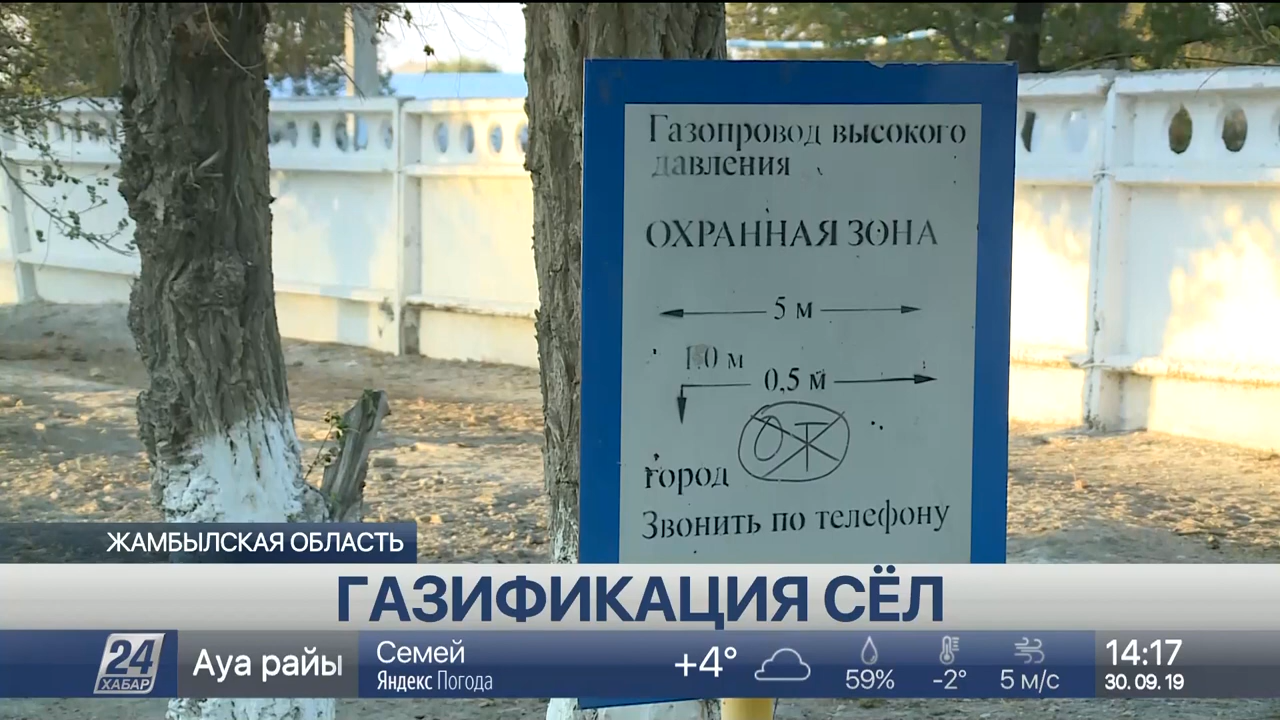 Газопровод высокого
давления
ОХРАННАЯ ЗОНА
5 м
1,0 м
0,5 м
ОТ
город
Звонить по телефону
ЖАМБЫЛСКАЯ ОБЛАСТЬ
ГАЗИФИКАЦИЯ СЁЛ
24
ХАБАР
Ауа райы
Семей
Яндекс Погода
+4°
59%
-2°
5 м/с
14:17
30. 09. 19